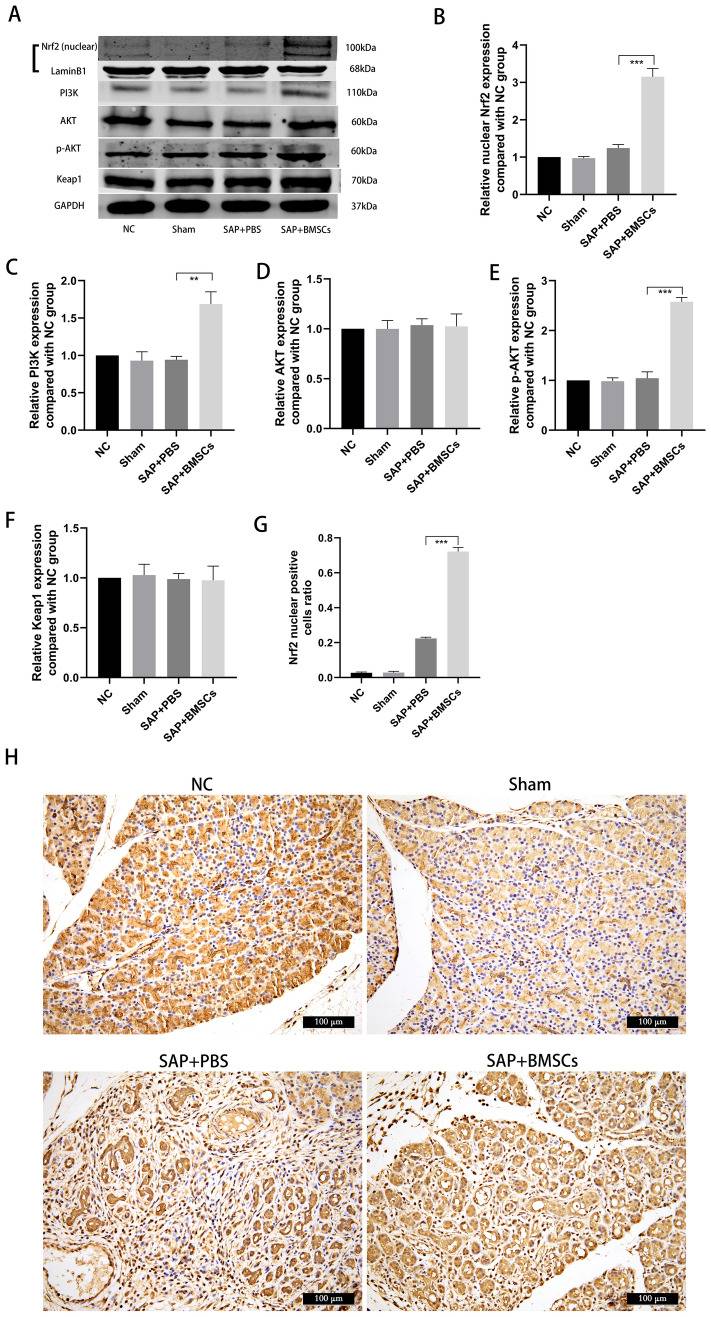 A
Nrf2 (nuclear) 100kDa
LaminB1 68kDa
PI3K 110kDa
AKT 60kDa
p-AKT 60kDa
Keap1 70kDa
GAPDH 37kDa
NC Sham SAP+PBS SAP+BMSCs
B
Relative nuclear Nrf2 expression
compared with NC group
4
3
2
1
0
***
NC
Sham
SAP+PBS
SAP+BMSCs
C
Relative PI3K expression
compared with NC group
2.0
1.5
1.0
0.5
0.0
**
NC
Sham
SAP+PBS
SAP+BMSCs
D
Relative AKT expression
compared with NC group
1.5
1.0
0.5
0.0
NC
Sham
SAP+PBS
SAP+BMSCs
E
Relative p-AKT expression
compared with NC group
3
2
1
0
***
NC
Sham
SAP+PBS
SAP+BMSCs
F
Relative Keap1 expression
compared with NC group
1.5
1.0
0.5
0.0
NC
Sham
SAP+PBS
SAP+BMSCs
G
Nrf2 nuclear positive
cells ratio
0.8
0.6
0.4
0.2
0.0
***
NC
Sham
SAP+PBS
SAP+BMSCs
H
NC
Sham
100 μm
100 μm
SAP+PBS
SAP+BMSCs
100 μm
100 μm